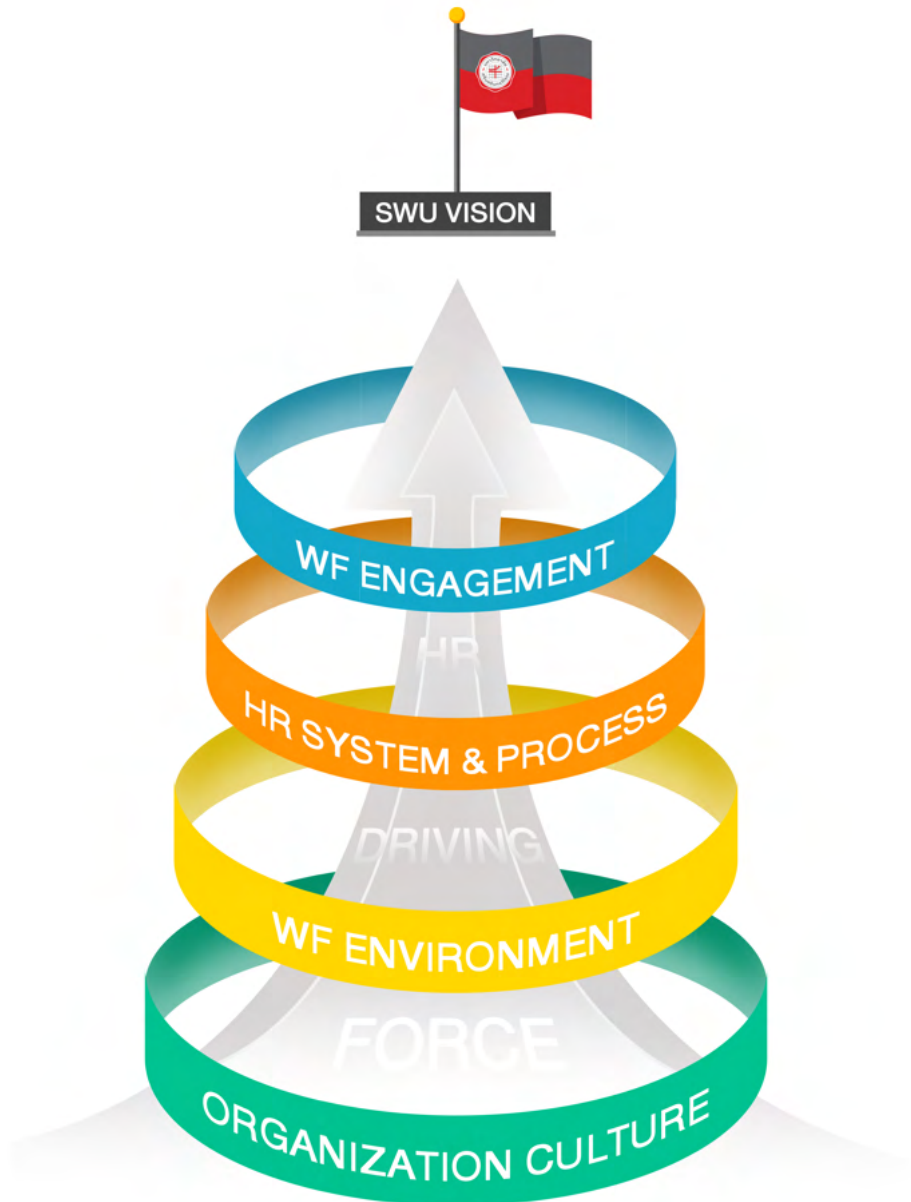 SWU VISION
WF ENGAGEMENT
HR
HR SYSTEM & PROCESS
DRIVING
WF ENVIRONMENT
FORCE
ORGANIZATION CULTURE